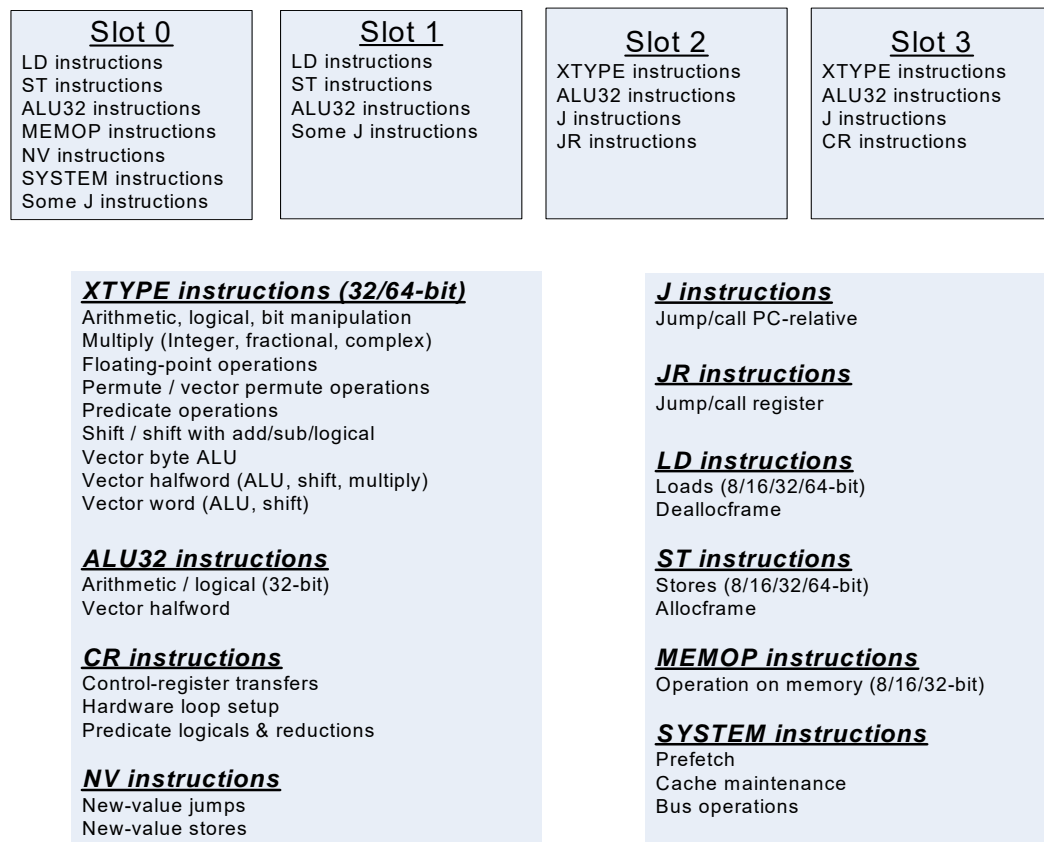 Slot 0
LD instructions
ST instructions
ALU32 instructions
MEMOP instructions
NV instructions
SYSTEM instructions
Some J instructions
Slot 1
LD instructions
ST instructions
ALU32 instructions
Some J instructions
Slot 2
XTYPE instructions
ALU32 instructions
J instructions
JR instructions
Slot 3
XTYPE instructions
ALU32 instructions
J instructions
CR instructions
XTYPE instructions (32/64-bit)
Arithmetic, logical, bit manipulation
Multiply (Integer, fractional, complex)
Floating-point operations
Permute / vector permute operations
Predicate operations
Shift / shift with add/sub/logical
Vector byte ALU
Vector halfword (ALU, shift, multiply)
Vector word (ALU, shift)
ALU32 instructions
Arithmetic / logical (32-bit)
Vector halfword
CR instructions
Control-register transfers
Hardware loop setup
Predicate logicals & reductions
NV instructions
New-value jumps
New-value stores
J instructions
Jump/call PC-relative
JR instructions
Jump/call register
LD instructions
Loads (8/16/32/64-bit)
Deallocframe
ST instructions
Stores (8/16/32/64-bit)
Allocframe
MEMOP instructions
Operation on memory (8/16/32-bit)
SYSTEM instructions
Prefetch
Cache maintenance
Bus operations